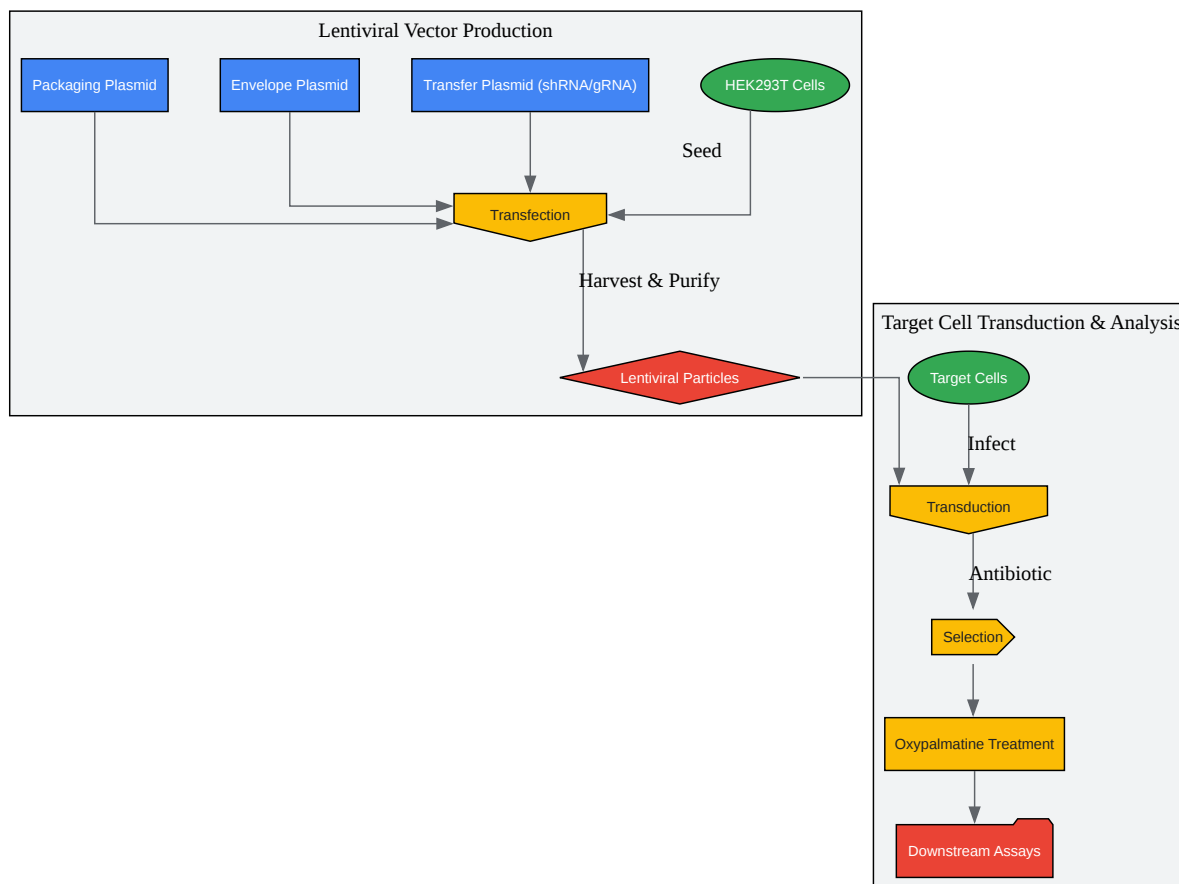 Lentiviral Vector Production
Packaging Plasmid
Envelope Plasmid
Transfer Plasmid (shRNA/gRNA)
HEK293T Cells
Seed
Transfection
Harvest & Purify
Lentiviral Particles
Target Cell Transduction & Analysis
Target Cells
Infect
Transduction
Antibiotic
Selection
Oxypalmatine Treatment
Downstream Assays